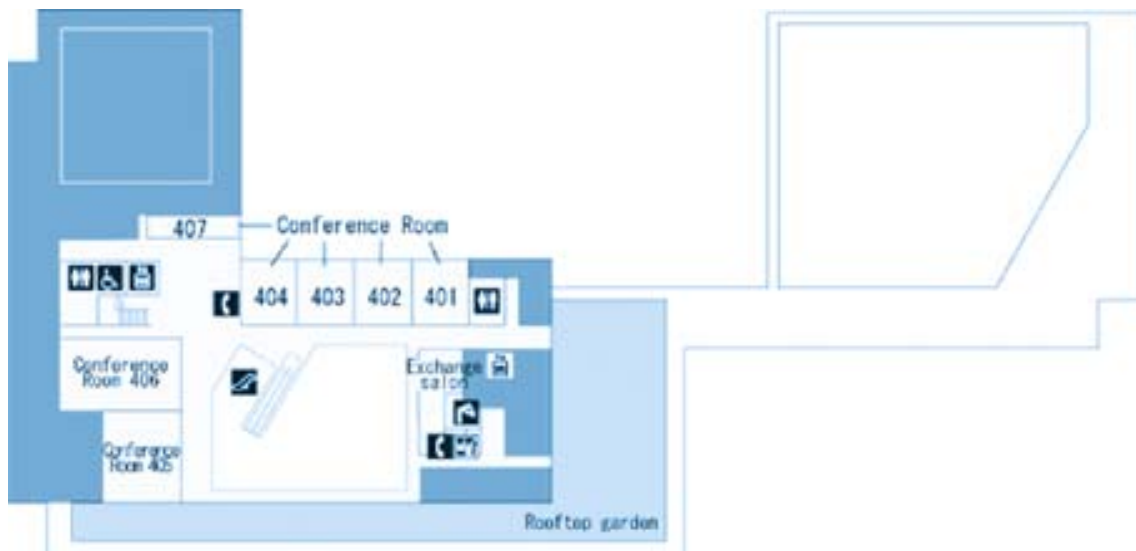 407
Conference Room
404
403
402
401
Conference
Room 406
Exchange
salon
Conference
Room 405
Rooftop garden